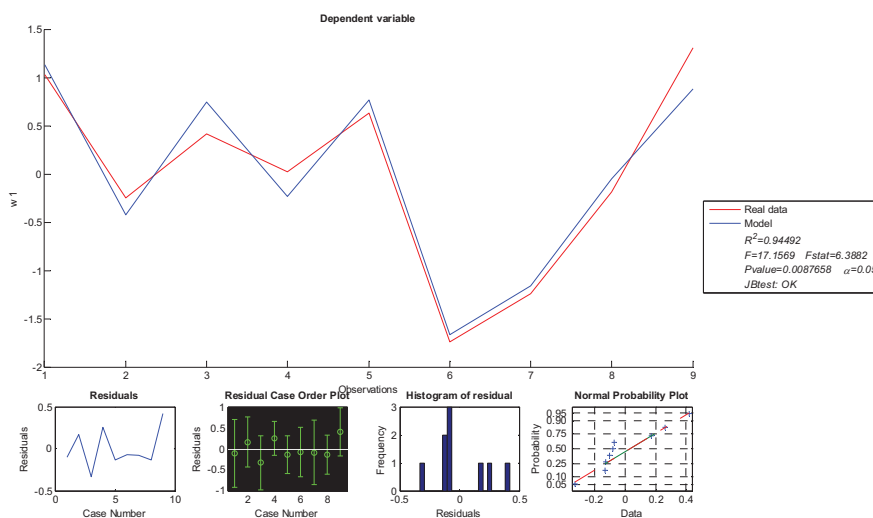 Dependent variable
1.5
1
0.5
0
-0.5
-1
-1.5
-2
w 1
1 2 3 4 5 6 7 8 9
Observations
Real data
Model
R²=0.94492
F=17.1569 Fstat=6.3882
Pvalue=0.0087658 α=0.05
JBtest: OK
Residuals
0.5
0
-0.5
Residuals
0 5 10
Case Number
Residual Case Order Plot
1
0.5
0
-0.5
-1
Residuals
2 4 6 8
Case Number
Histogram of residual
3
2
1
0
Frequency
-0.5 0 0.5
Residuals
Normal Probability Plot
0.95
0.90
0.75
0.50
0.25
0.10
0.05
Probability
-0.2 0 0.2 0.4
Data